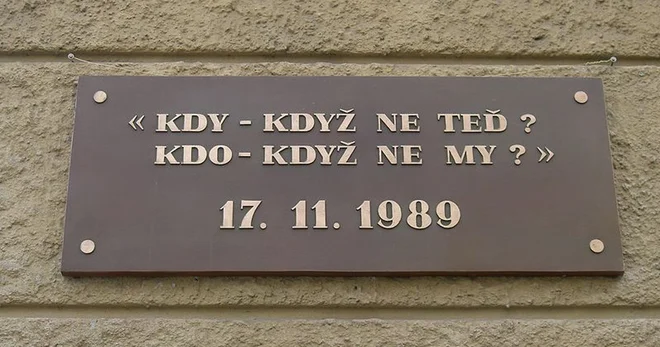 « KDY - KDYŽ NE TEĎ ?
KDO - KDYŽ NE MY ? »
17. 11. 1989